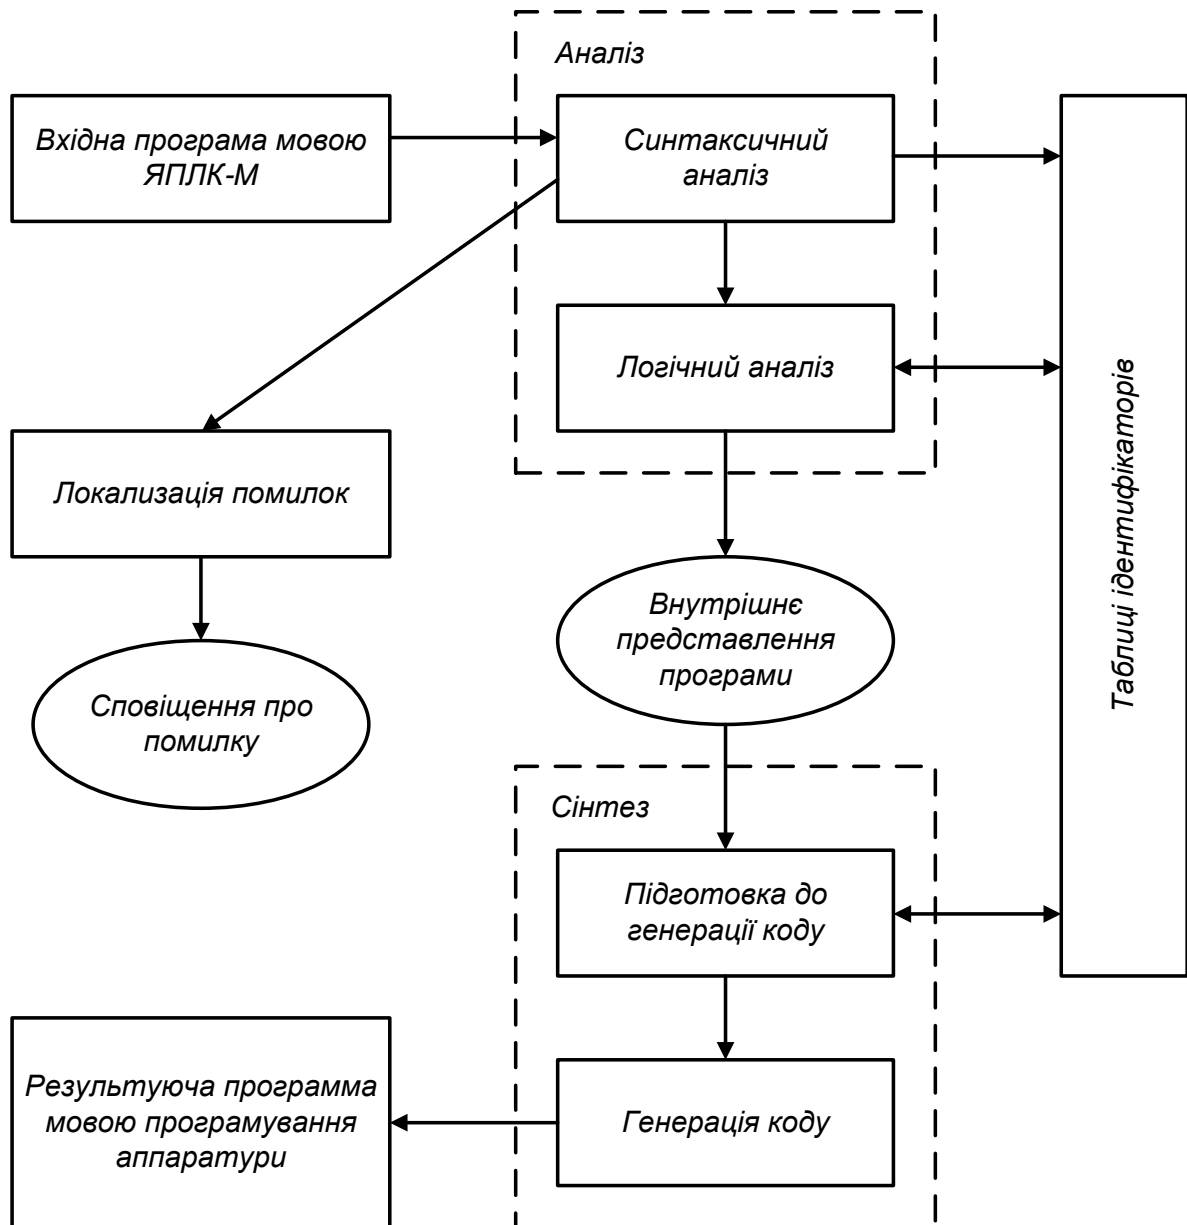 Аналіз
Вхідна програма мовою
ЯПЛК-М
Синтаксичний
аналіз
Логічний аналіз
Локализація помилок
Таблиці ідентифікаторів
Внутрішнє
представлення
програми
Сповіщення про
помилку
Сінтез
Підготовка до
генерації коду
Результуюча программа
мовою програмування
аппаратури
Генерація коду